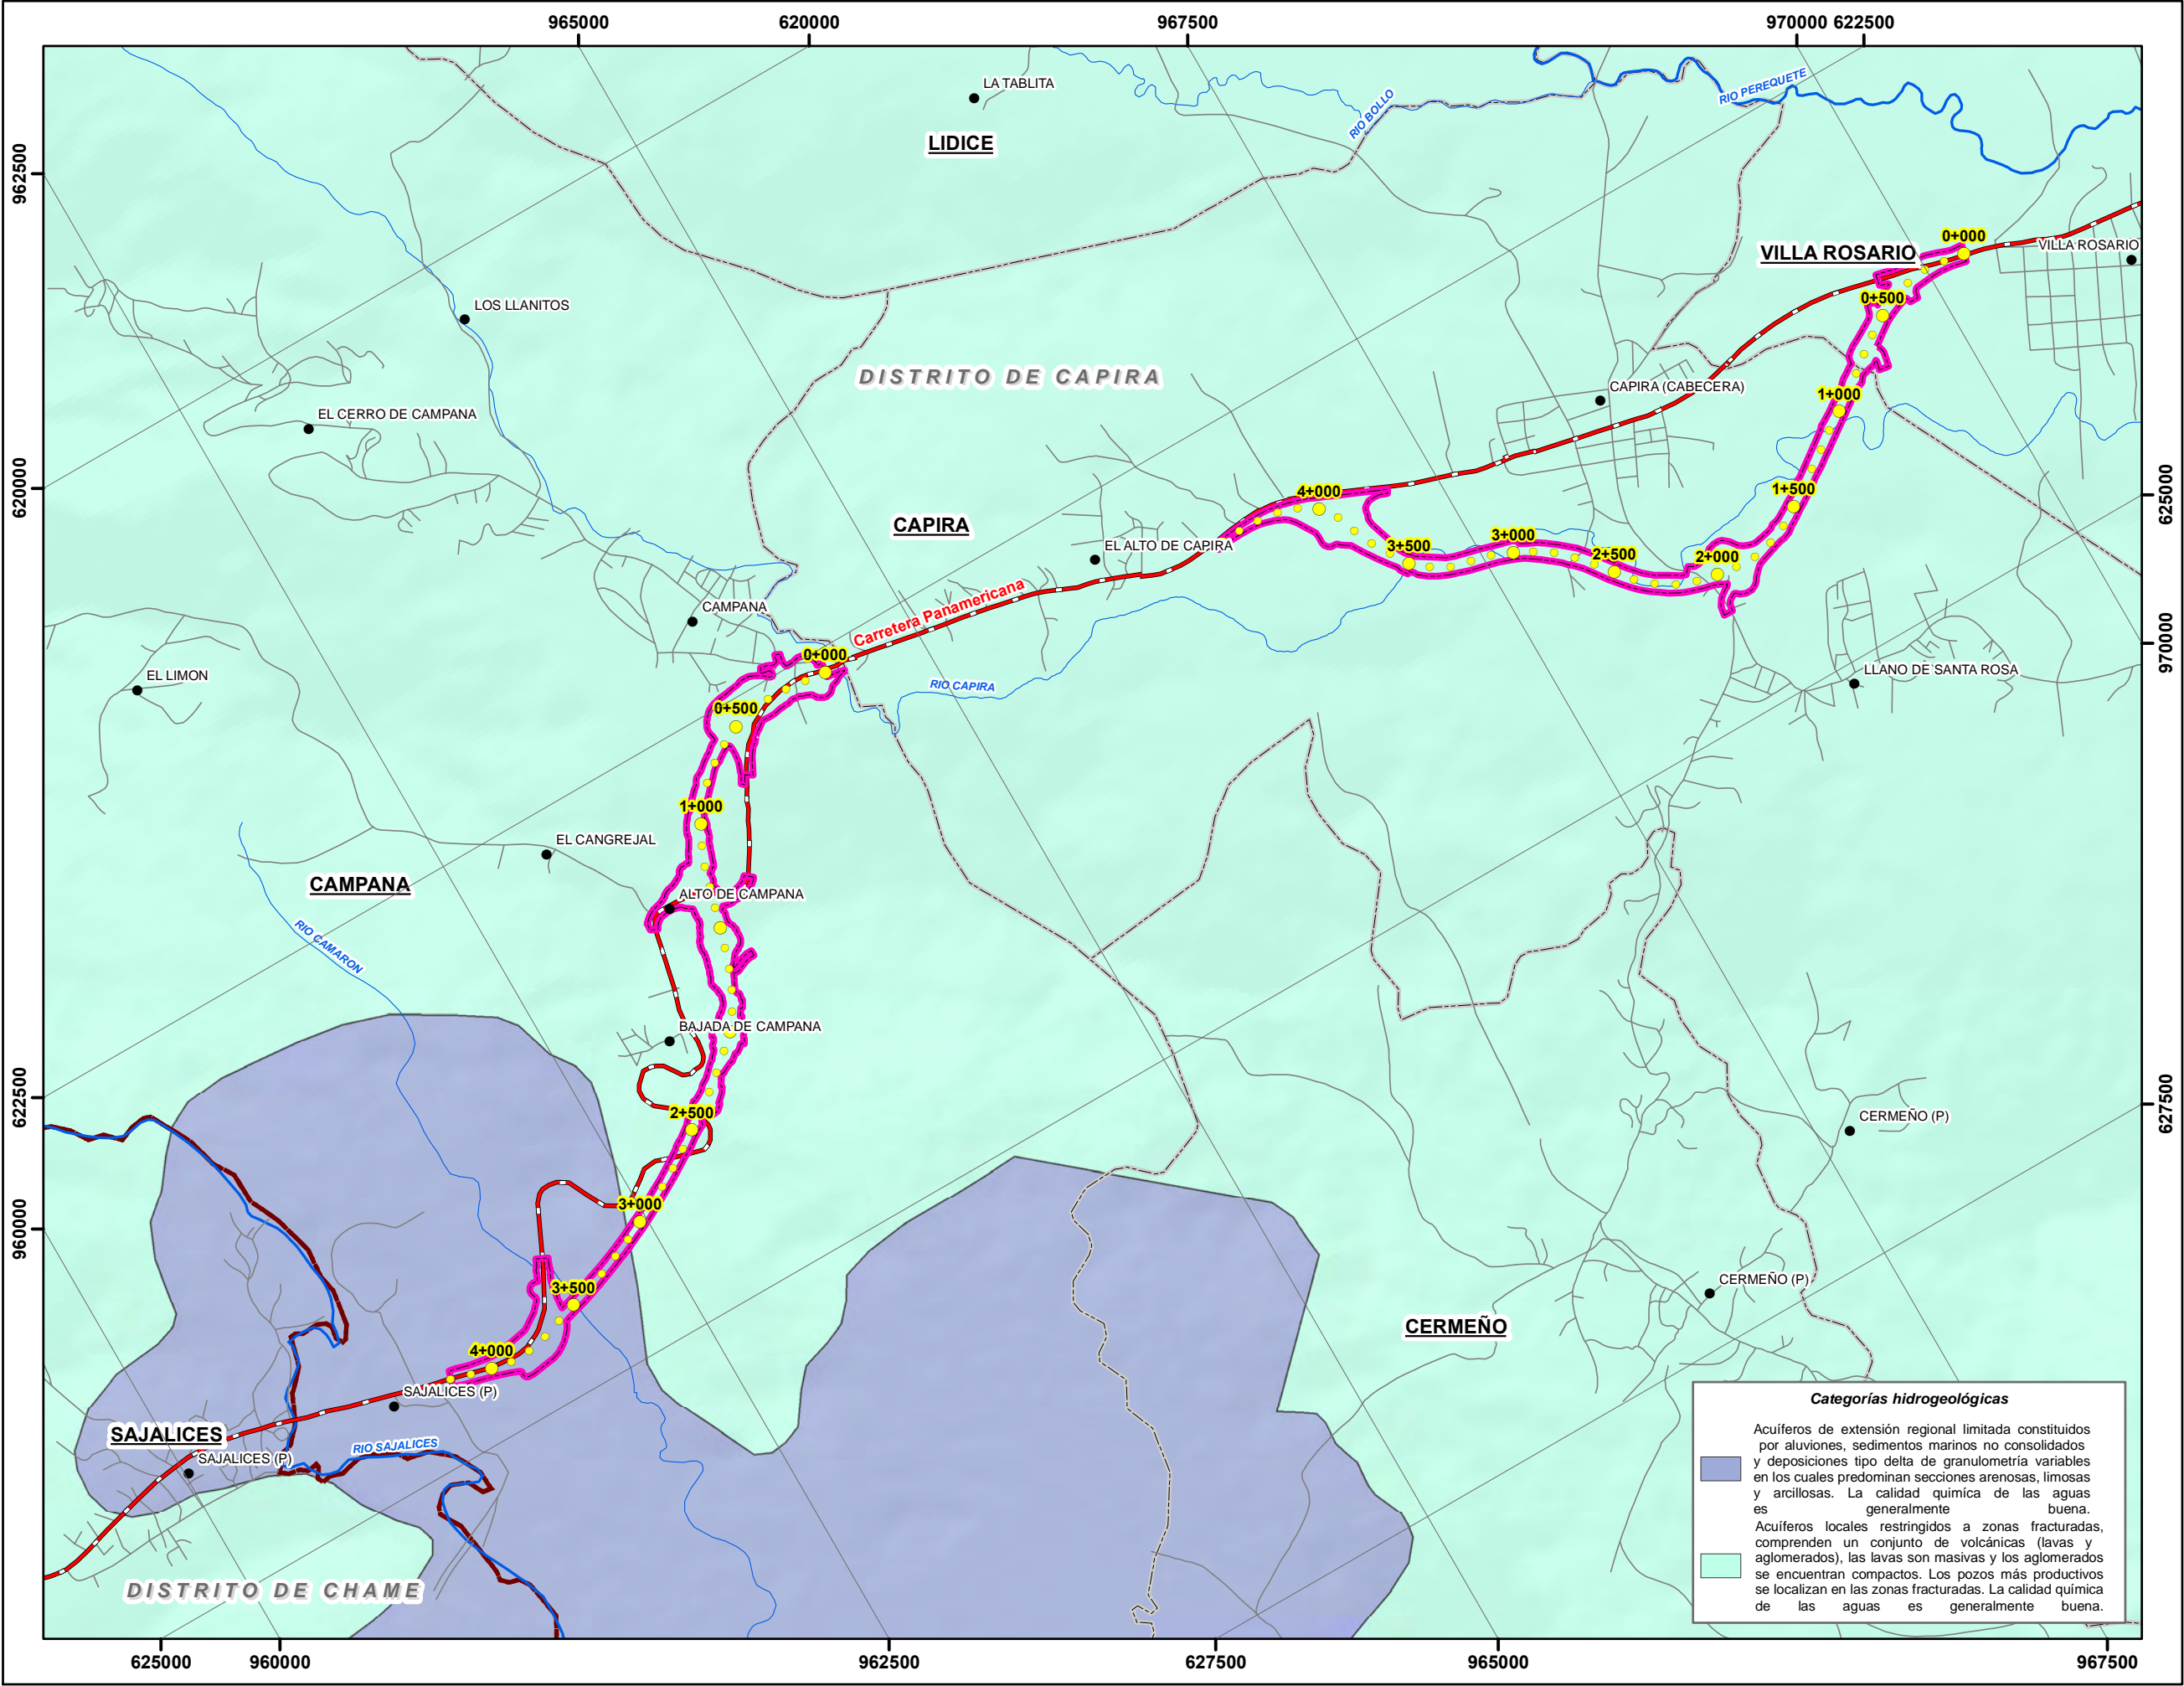 965000
620000
967500
970000 622500
962500
620000
622500
960000
625000
970000
627500
625000 960000
962500
627500
965000
967500
LA TABLITA
LIDICE
RIO BOLLO
RIO PEREQUETE
0+000
VILLA ROSARIO
VILLA ROSARIO
LOS LLANITOS
0+500
DISTRITO DE CAPIRA
CAPIRA (CABECERA)
1+000
EL CERRO DE CAMPANA
4+000
1+500
CAPIRA
3+000
EL ALTO DE CAPIRA
3+500
2+500
2+000
CAMPANA
Carretera Panamericana
0+000
EL LIMON
RIO CAPIRA
LLANO DE SANTA ROSA
0+500
1+000
EL CANGREJAL
CAMPANA
ALTO DE CAMPANA
RIO CAMARON
BAJADA DE CAMPANA
2+500
CERMEÑO (P)
3+000
3+500
CERMEÑO (P)
CERMEÑO
4+000
SAJALICES (P)
SAJALICES
RIO SAJALICES
SAJALICES (P)
DISTRITO DE CHAME
Categorías hidrogeológicas
Acuíferos de extensión regional limitada constituidos
por aluviones, sedimentos marinos no consolidados
y deposiciones tipo delta de granulometría variables
en los cuales predominan secciones arenosas, limosas
y arcillosas. La calidad quimíca de las aguas
es generalmente buena.
Acuíferos locales restringidos a zonas fracturadas,
comprenden un conjunto de volcánicas (lavas y
aglomerados), las lavas son masivas y los aglomerados
se encuentran compactos. Los pozos más productivos
se localizan en las zonas fracturadas. La calidad química
de las aguas es generalmente buena.